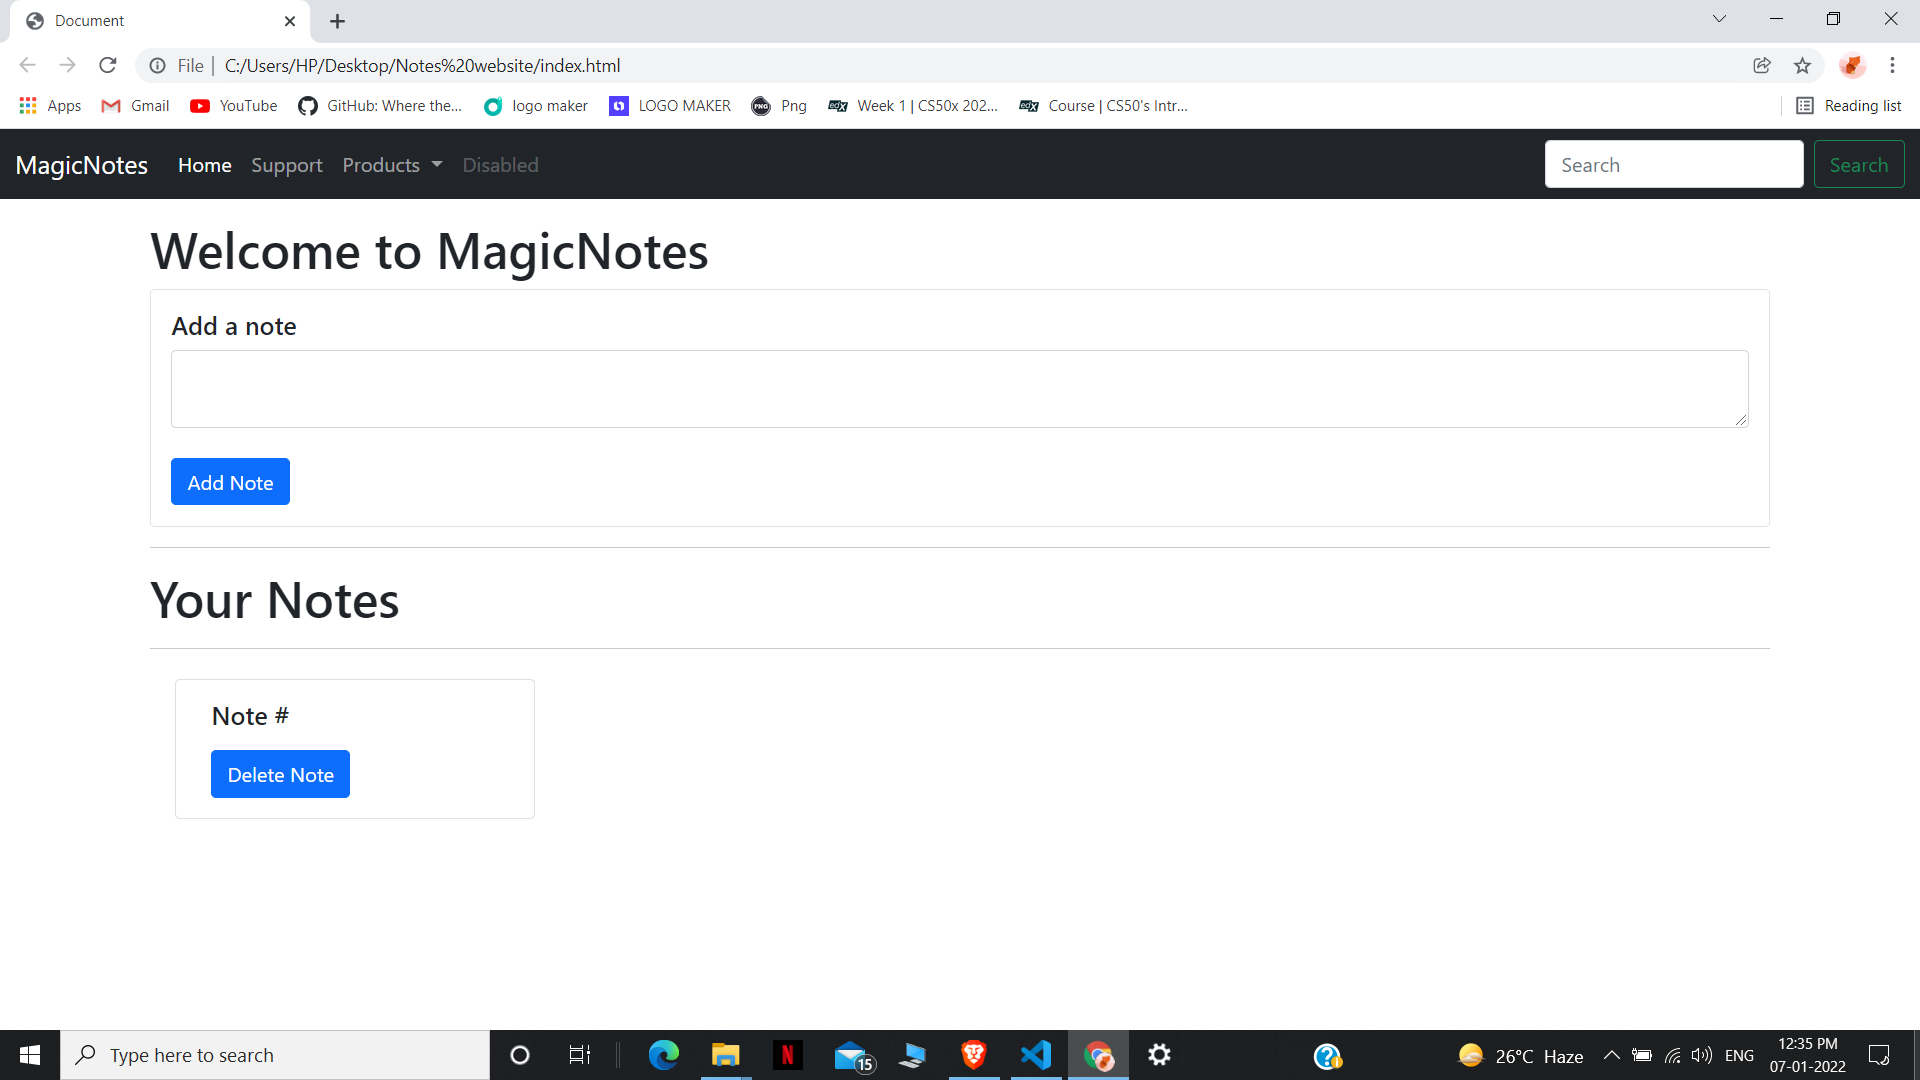 Document
File | C:/Users/HP/Desktop/Notes%20website/index.html
Apps Gmail YouTube GitHub: Where the... logo maker LOGO MAKER PNG Png edX Week 1 | CS50x 202... edX Course | CS50's Intr... Reading list
MagicNotes Home Support Products Disabled Search Search
Welcome to MagicNotes
Add a note
Add Note
Your Notes
Note #
Delete Note
Type here to search N 15 26°C Haze ENG 12:35 PM
07-01-2022